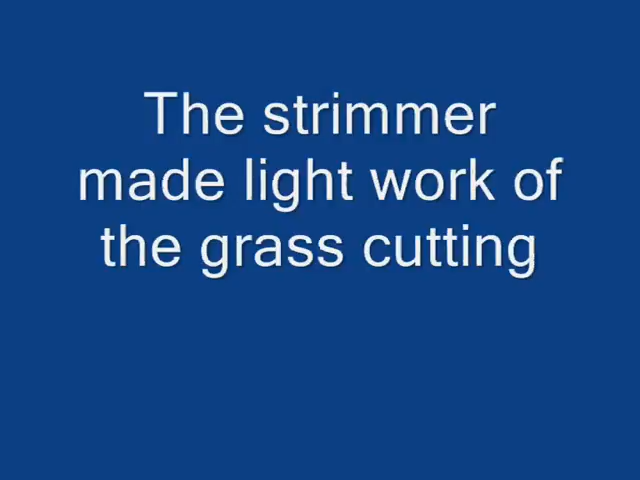 The strimmer
made light work of
the grass cutting